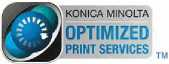 KONICA MINOLTA
OPTIMIZED
PRINT SERVICES
TM